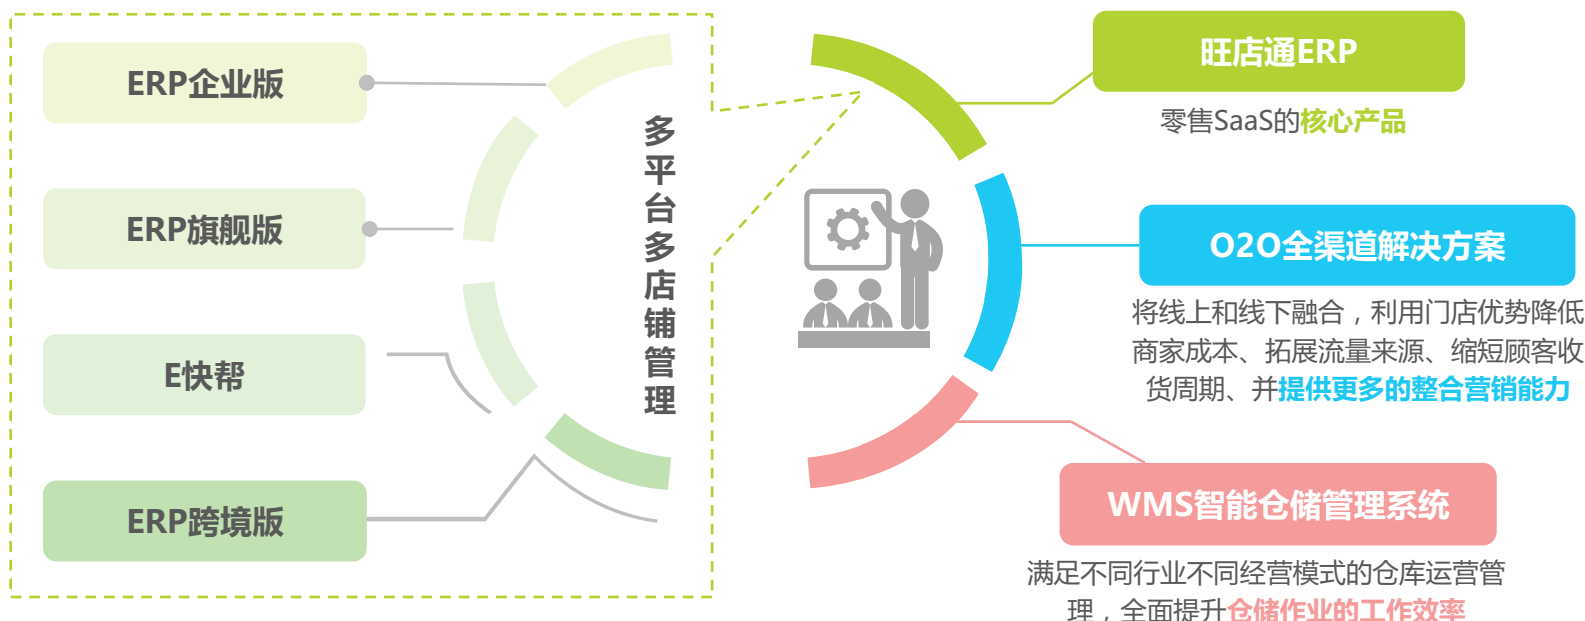 ERP企业版
ERP旗舰版
E快帮
ERP跨境版
多平台多店铺管理
旺店通ERP
零售SaaS的核心产品
O2O全渠道解决方案
将线上和线下融合，利用门店优势降低
商家成本、拓展流量来源、缩短顾客收
货周期、并提供更多的整合营销能力
WMS智能仓储管理系统
满足不同行业不同经营模式的仓库运营管
理，全面提升仓储作业的工作效率